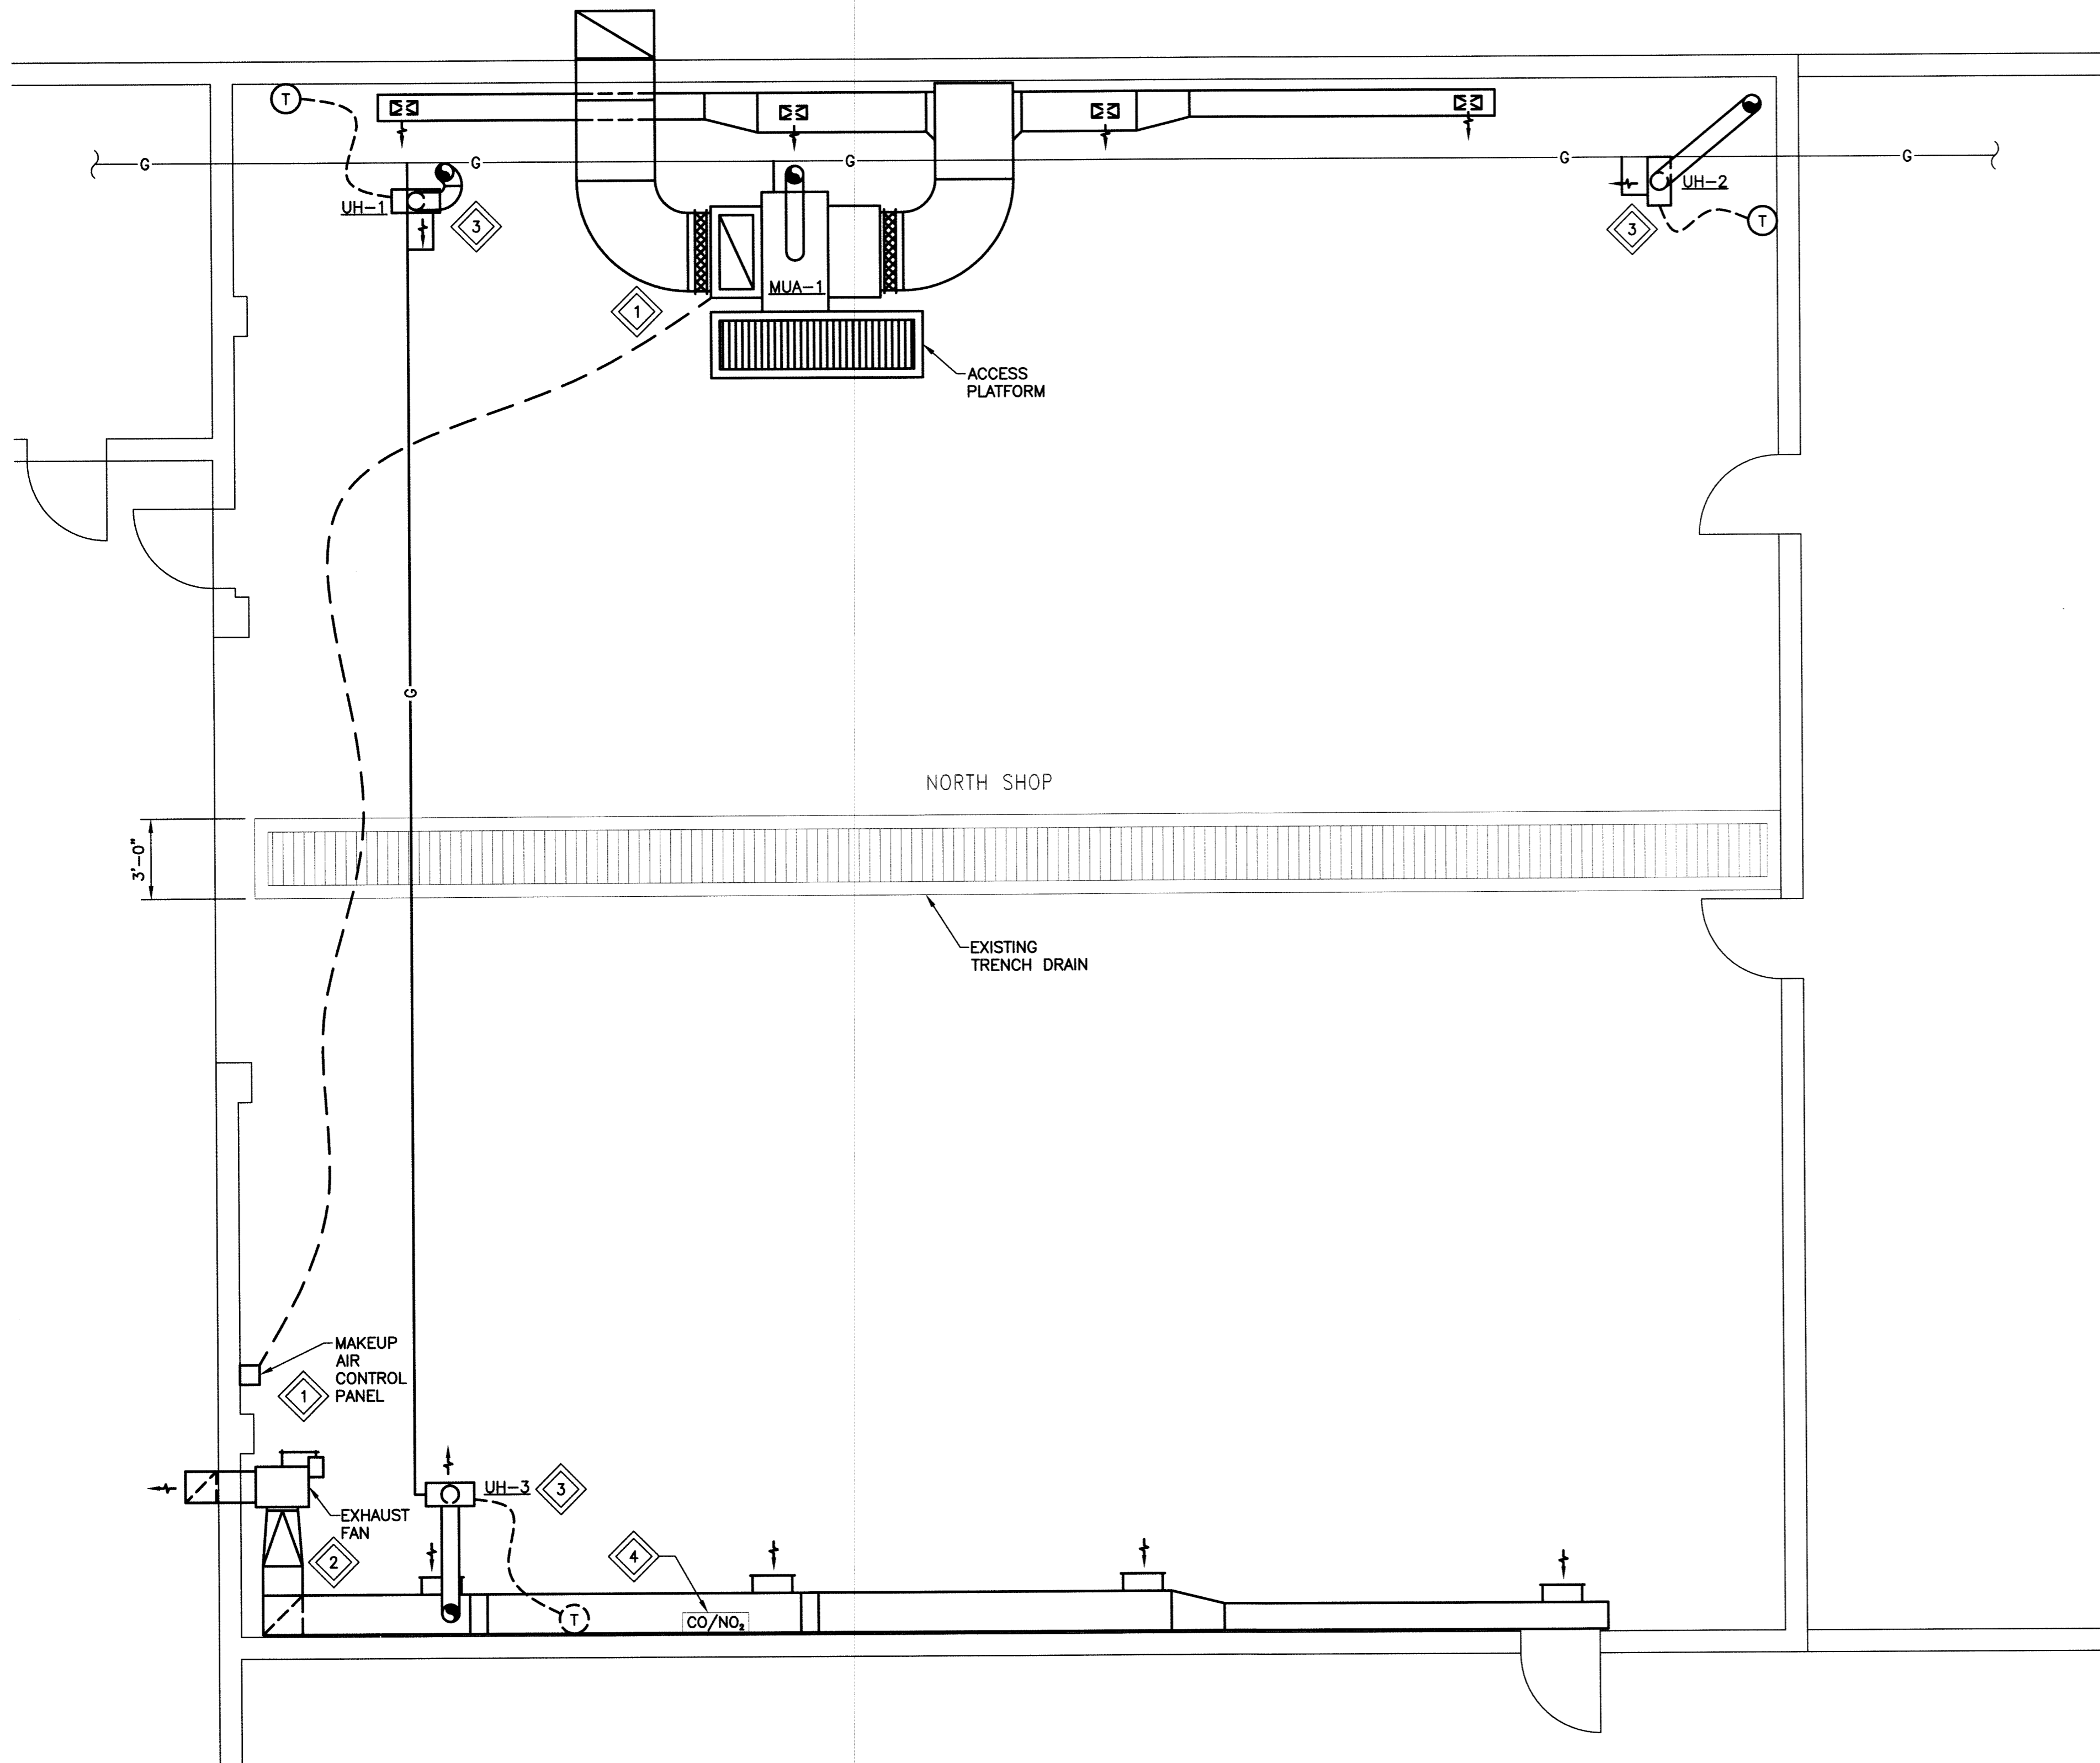 T
G
G
G
G
G
UH-1
3
UH-2
3
T
MUA-1
1
ACCESS
PLATFORM
G
NORTH SHOP
3'-0"
EXISTING
TRENCH DRAIN
MAKEUP
AIR
CONTROL
PANEL
1
UH-3
3
EXHAUST
FAN
2
4
T
CO/NO₂